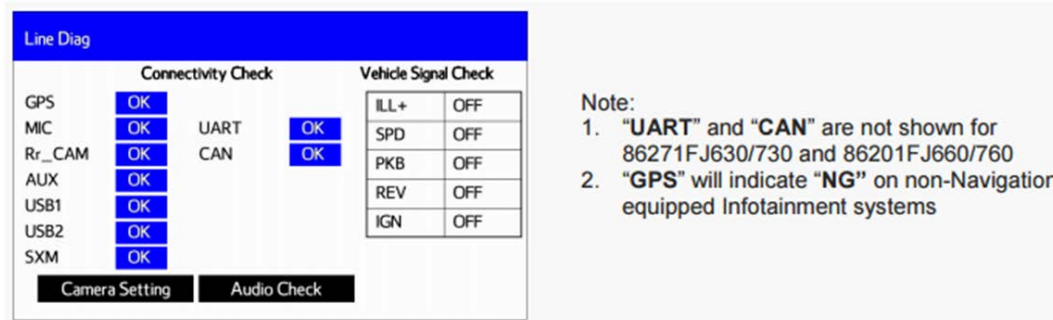 Line Diag
Connectivity Check Vehicle Signal Check
GPS OK ILL+ OFF
MIC OK UART OK SPD OFF
Rr_CAM OK CAN OK PKB OFF
AUX OK REV OFF
USB1 OK IGN OFF
USB2 OK
SXM OK
Camera Setting Audio Check
Note:
1. “UART” and “CAN” are not shown for
86271FJ630/730 and 86201FJ660/760
2. “GPS” will indicate “NG” on non-Navigation
equipped Infotainment systems